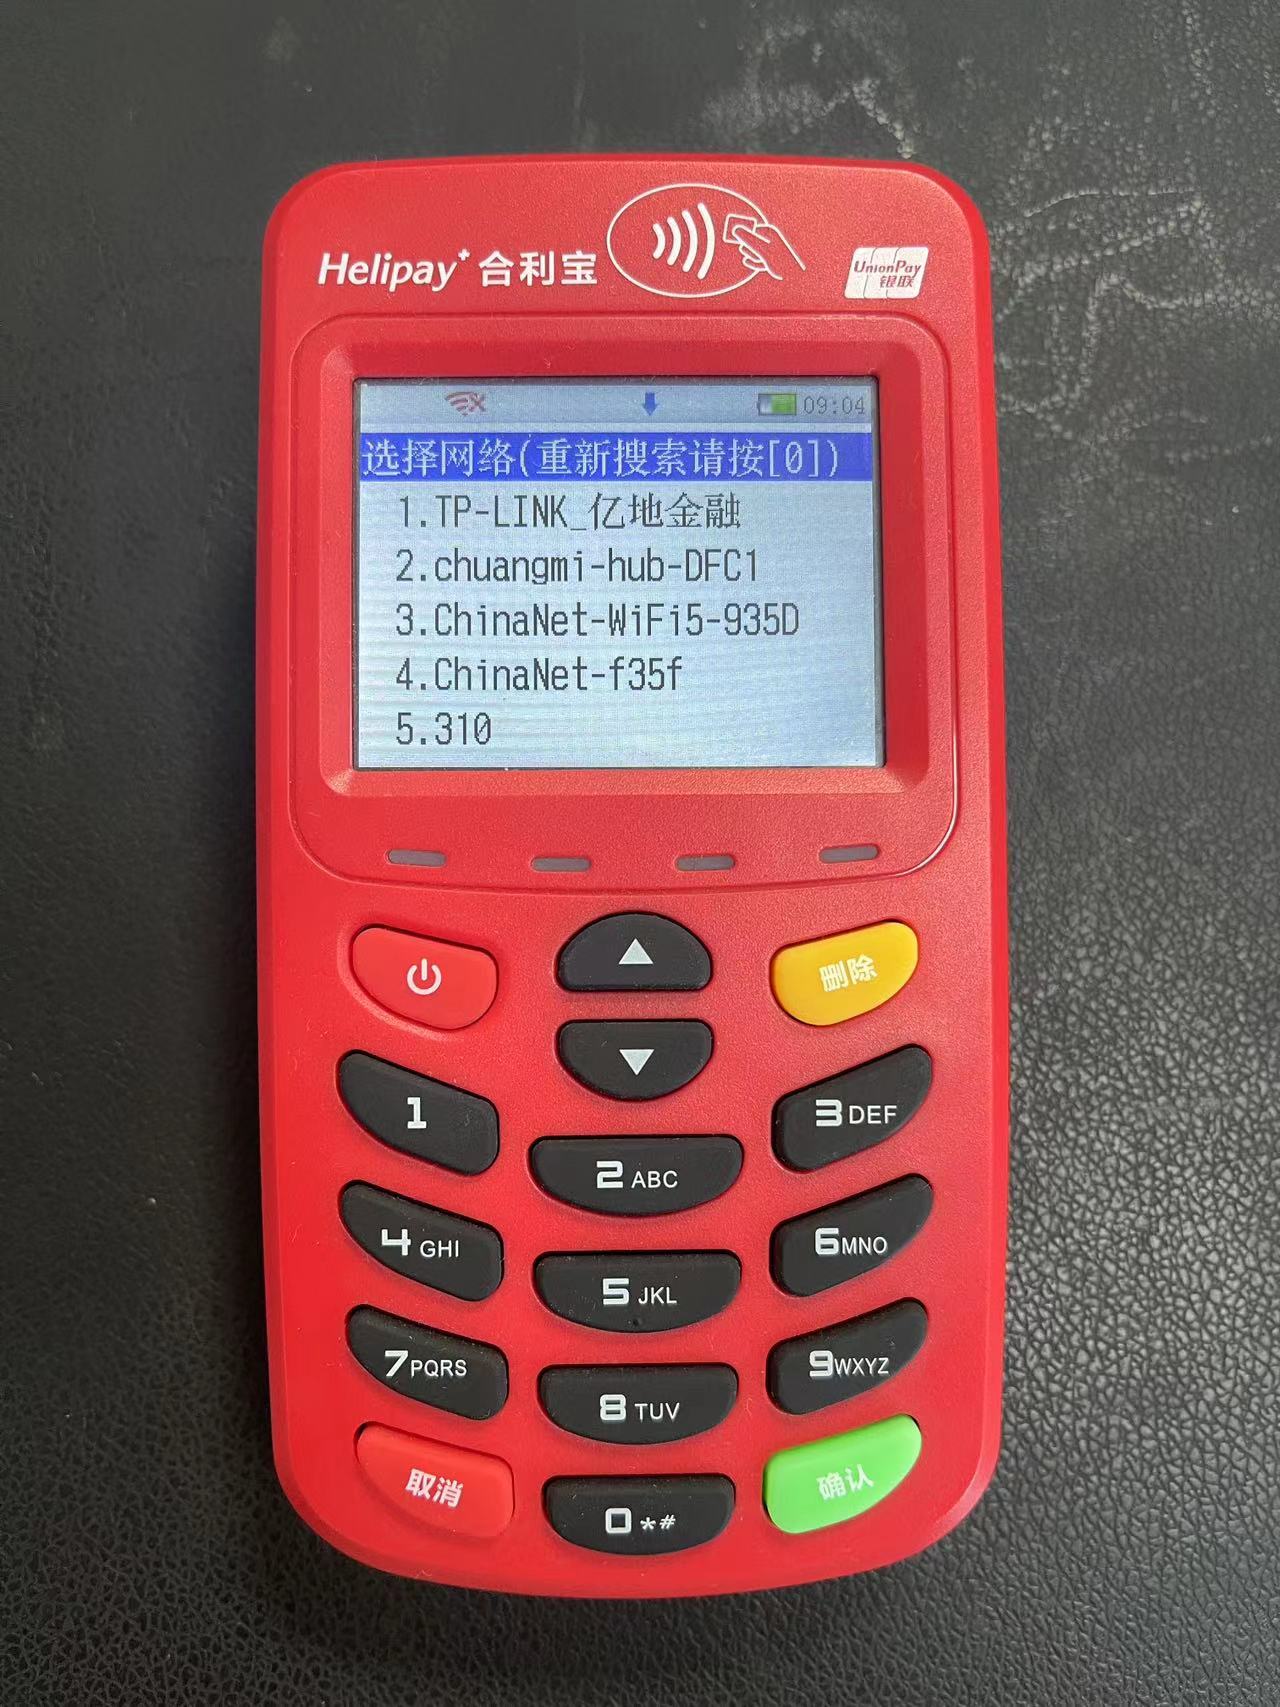 Helipay 合利宝
UnionPay
银联
09:04
选择网络(重新搜索请按[0])
1.TP-LINK_亿地金融
2.chuangmi-hub-DFC1
3.ChinaNet-WiFi5-935D
4.ChinaNet-f35f
5.310
删除
1
2 ABC
3 DEF
4 GHI
5 JKL
6 MNO
7 PQRS
8 TUV
9 WXYZ
取消
0 *#
确认